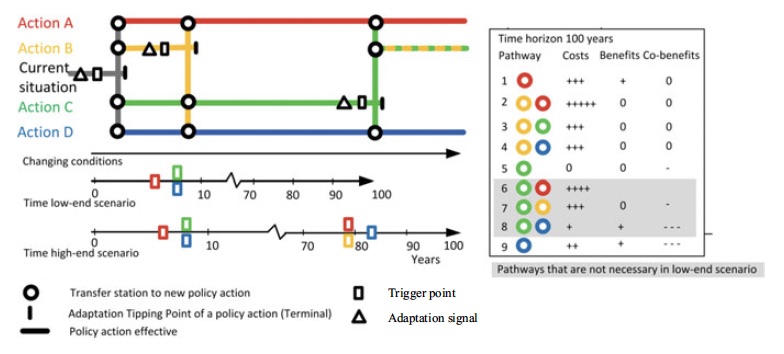 Action A
Action B
Current
situation
Action C
Action D
Changing conditions
0 10 70 80 90 100
Time low-end scenario
0 10 70 80 90 100
Time high-end scenario
Years
Transfer station to new policy action
Adaptation Tipping Point of a policy action (Terminal)
Policy action effective
Trigger point
Adaptation signal
Time horizon 100 years
Pathway Costs Benefits Co-benefits
1 +++ + 0
2 +++++ 0 0
3 +++ 0 0
4 +++ 0 0
5 0 0 -
6 ++++
7 +++ 0 -
8 + + ---
9 ++ + ---
Pathways that are not necessary in low-end scenario